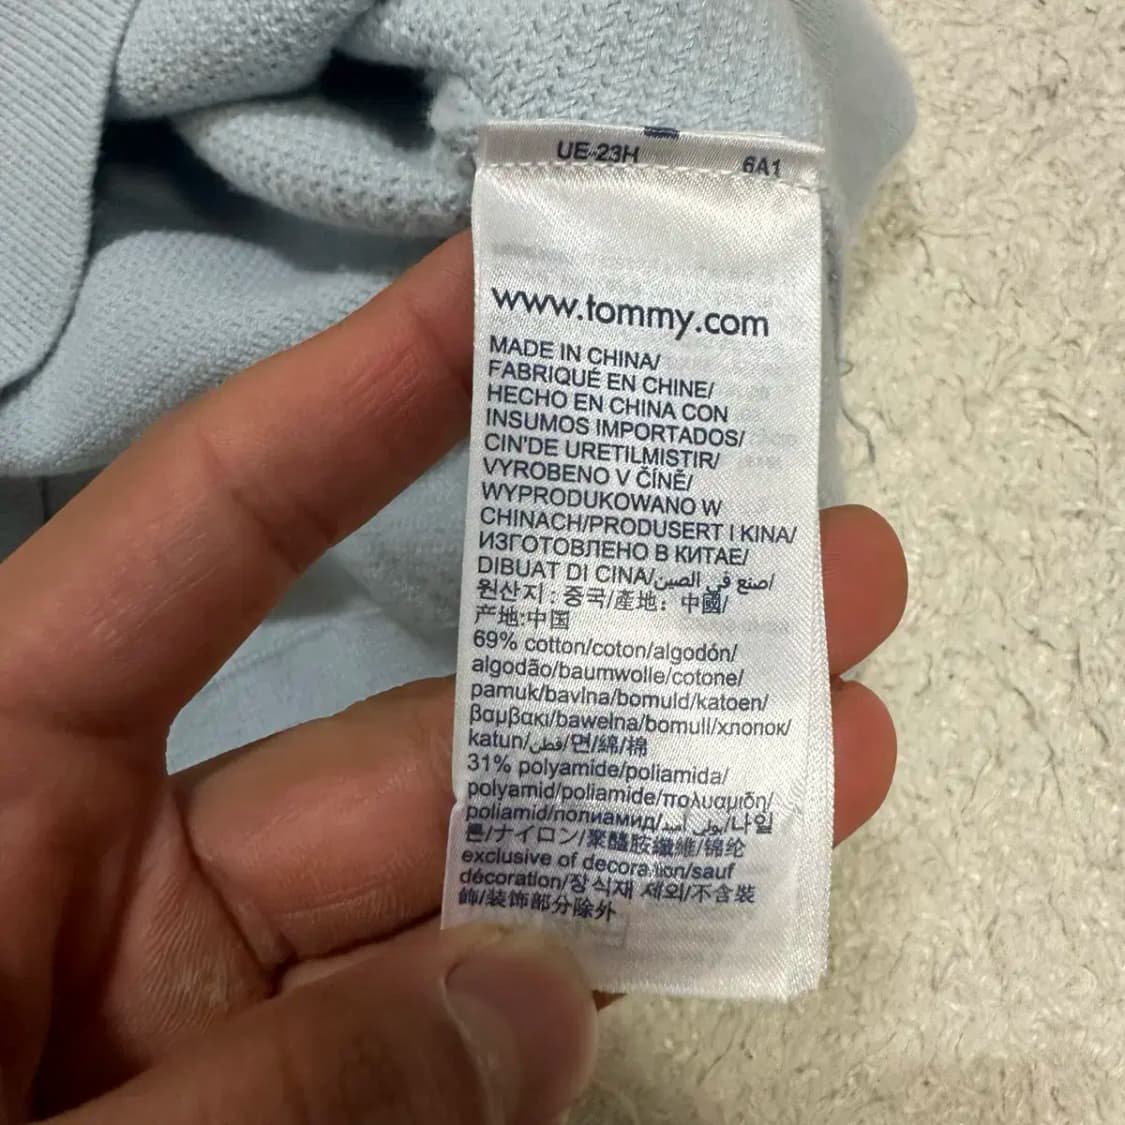 UE-23H 6A1
www.tommy.com
MADE IN CHINA/
FABRIQUÉ EN CHINE/
HECHO EN CHINA CON
INSUMOS IMPORTADOS/
CIN'DE URETILMISTIR/
VYROBENO V ČÍNĚ/
WYPRODUKOWANO W
CHINACH/PRODUSERT I KINA/
ИЗГОТОВЛЕНО В КИТАЕ/
DIBUAT DI CINA/صنع في الصين/
원산지 : 중국/產地：中國/
产地:中国
69% cotton/coton/algodón/
algodão/baumwolle/cotone/
pamuk/bavlna/bomuld/katoen/
βαμβακι/bawełna/bomull/хлопок/
katun/قطن/면/綿/棉
31% polyamide/poliamida/
polyamid/poliamide/πολυαμιδη/
poliamid/полиамид/بولي أميد/나일
론/ナイロン/聚醯胺纖維/锦纶
exclusive of decoration/sauf
décoration/장식재 제외/不含裝
飾/装饰部分除外